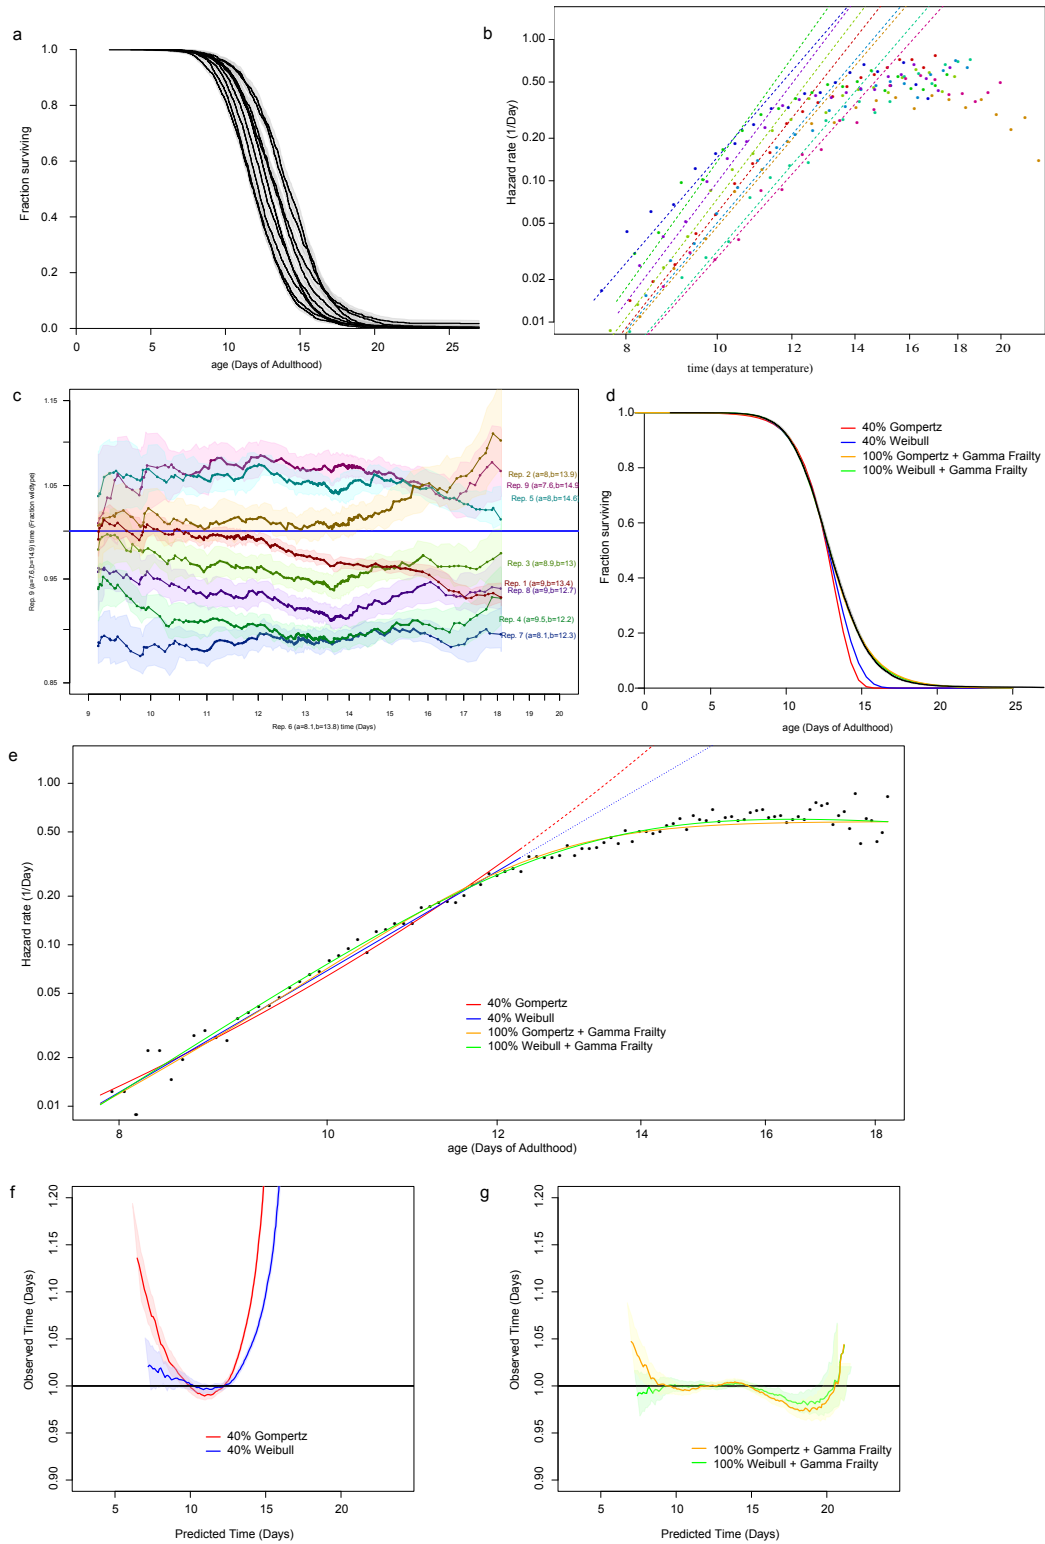 a
1.0
0.8
0.6
0.4
0.2
0.0
Fraction surviving
0
5
10
15
20
25
age (Days of Adulthood)
b
1.00
0.50
0.20
0.10
0.05
0.02
0.01
Hazard rate (1/Day)
8
10
12
14
16
18
20
time (days at temperature)
c
1.15
1.05
0.95
0.85
Rep. 9 (a=7.6,b=14.9) time (Fraction wildtype)
Rep. 2 (a=8,b=13.9)
Rep. 9 (a=7.6,b=14.9
Rep. 5 (a=8,b=14.6
Rep. 3 (a=8.9,b=13)
Rep. 1 (a=9,b=13.4)
Rep. 8 (a=9,b=12.7)
Rep. 4 (a=9.5,b=12.2)
Rep. 7 (a=8.1,b=12.3)
9
10
11
12
13
14
15
16
17
18
19
20
Rep. 6 (a=8.1,b=13.8) time (Days)
d
1.0
0.8
0.6
0.4
0.2
0.0
Fraction surviving
40% Gompertz
40% Weibull
100% Gompertz + Gamma Frailty
100% Weibull + Gamma Frailty
0
5
10
15
20
25
age (Days of Adulthood)
e
1.00
0.50
0.20
0.10
0.05
0.02
0.01
Hazard rate (1/Day)
40% Gompertz
40% Weibull
100% Gompertz + Gamma Frailty
100% Weibull + Gamma Frailty
8
10
12
14
16
18
age (Days of Adulthood)
f
1.20
1.15
1.10
1.05
1.00
0.95
0.90
Observed Time (Days)
40% Gompertz
40% Weibull
5
10
15
20
Predicted Time (Days)
g
1.20
1.15
1.10
1.05
1.00
0.95
0.90
Observed Time (Days)
100% Gompertz + Gamma Frailty
100% Weibull + Gamma Frailty
5
10
15
20
Predicted Time (Days)